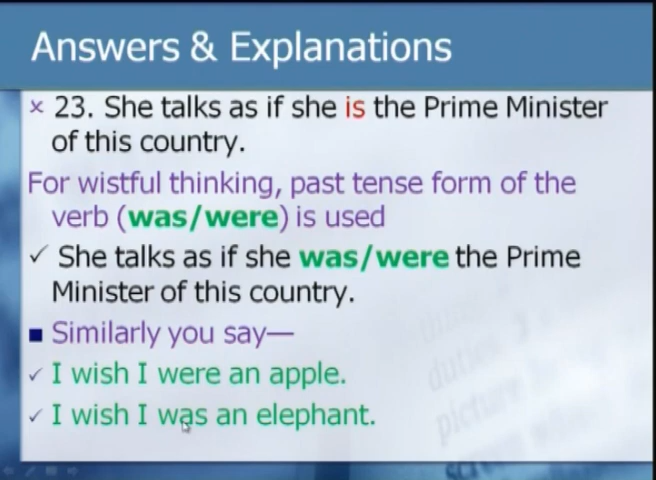 Answers & Explanations
× 23. She talks as if she is the Prime Minister
of this country.
For wistful thinking, past tense form of the
verb (was/were) is used
✓ She talks as if she was/were the Prime
Minister of this country.
■ Similarly you say—
✓ I wish I were an apple.
✓ I wish I was an elephant.